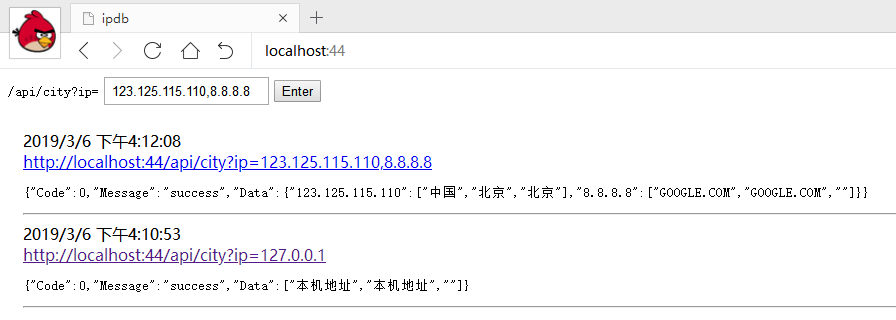 ipdb
localhost:44
/api/city?ip= 123.125.115.110,8.8.8.8 Enter
2019/3/6 下午4:12:08
http://localhost:44/api/city?ip=123.125.115.110,8.8.8.8
{"Code":0,"Message":"success","Data":{"123.125.115.110":["中国","北京","北京"],"8.8.8.8":["GOOGLE.COM","GOOGLE.COM",""]}}
2019/3/6 下午4:10:53
http://localhost:44/api/city?ip=127.0.0.1
{"Code":0,"Message":"success","Data":["本机地址","本机地址",""]}